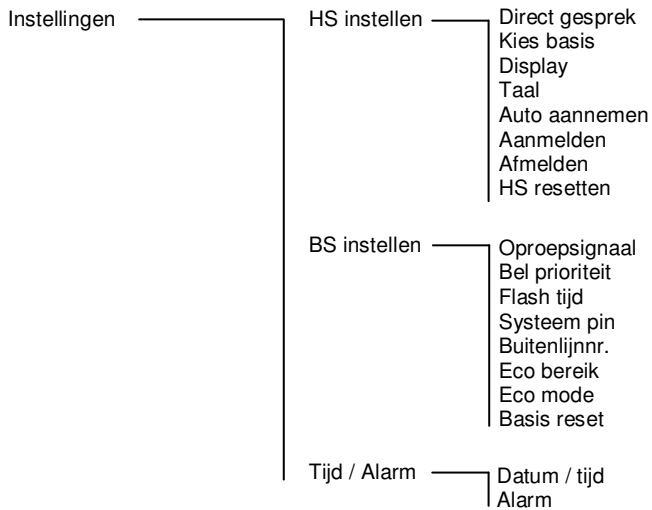 Instellingen
HS instellen
Direct gesprek
Kies basis
Display
Taal
Auto aannemen
Aanmelden
Afmelden
HS resetten
BS instellen
Oproepsignaal
Bel prioriteit
Flash tijd
Systeem pin
Buitenlijnnr.
Eco bereik
Eco mode
Basis reset
Tijd / Alarm
Datum / tijd
Alarm